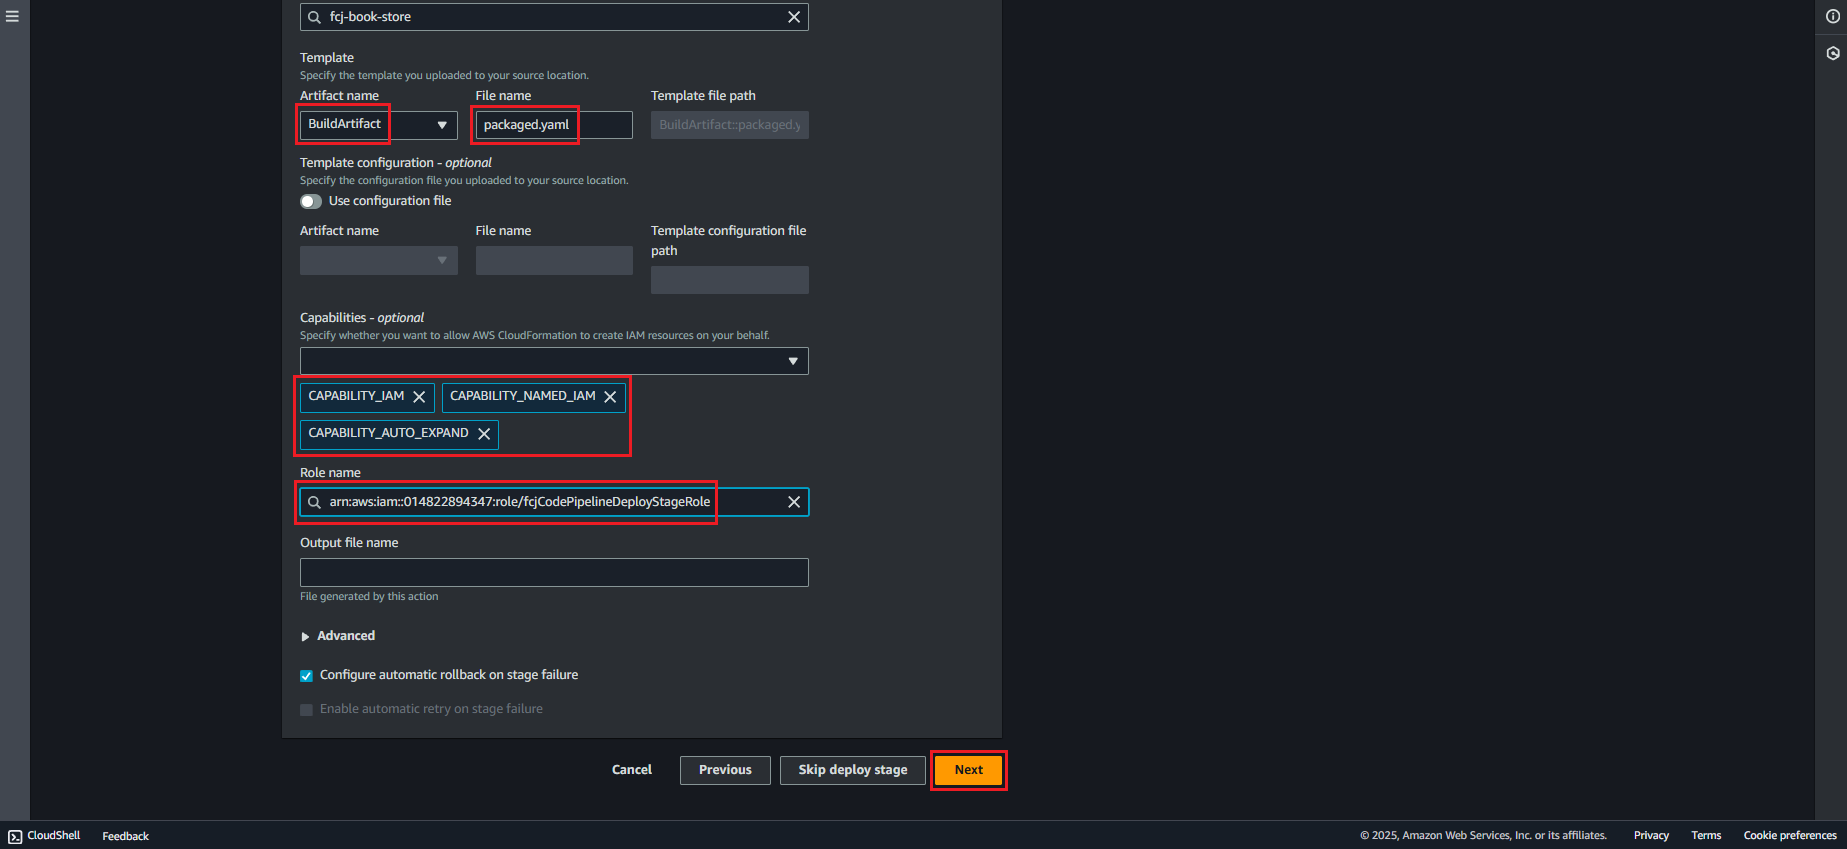 fcj-book-store
Template
Specify the template you uploaded to your source location.
Artifact name
File name
Template file path
BuildArtifact
packaged.yaml
BuildArtifact::packaged.y
Template configuration - optional
Specify the configuration file you uploaded to your source location.
Use configuration file
Artifact name
File name
Template configuration file
path
Capabilities - optional
Specify whether you want to allow AWS CloudFormation to create IAM resources on your behalf.
CAPABILITY_IAM
CAPABILITY_NAMED_IAM
CAPABILITY_AUTO_EXPAND
Role name
arn:aws:iam::014822894347:role/fcjCodePipelineDeployStageRole
Output file name
File generated by this action
Advanced
Configure automatic rollback on stage failure
Enable automatic retry on stage failure
Cancel
Previous
Skip deploy stage
Next
CloudShell
Feedback
© 2025, Amazon Web Services, Inc. or its affiliates.
Privacy
Terms
Cookie preferences